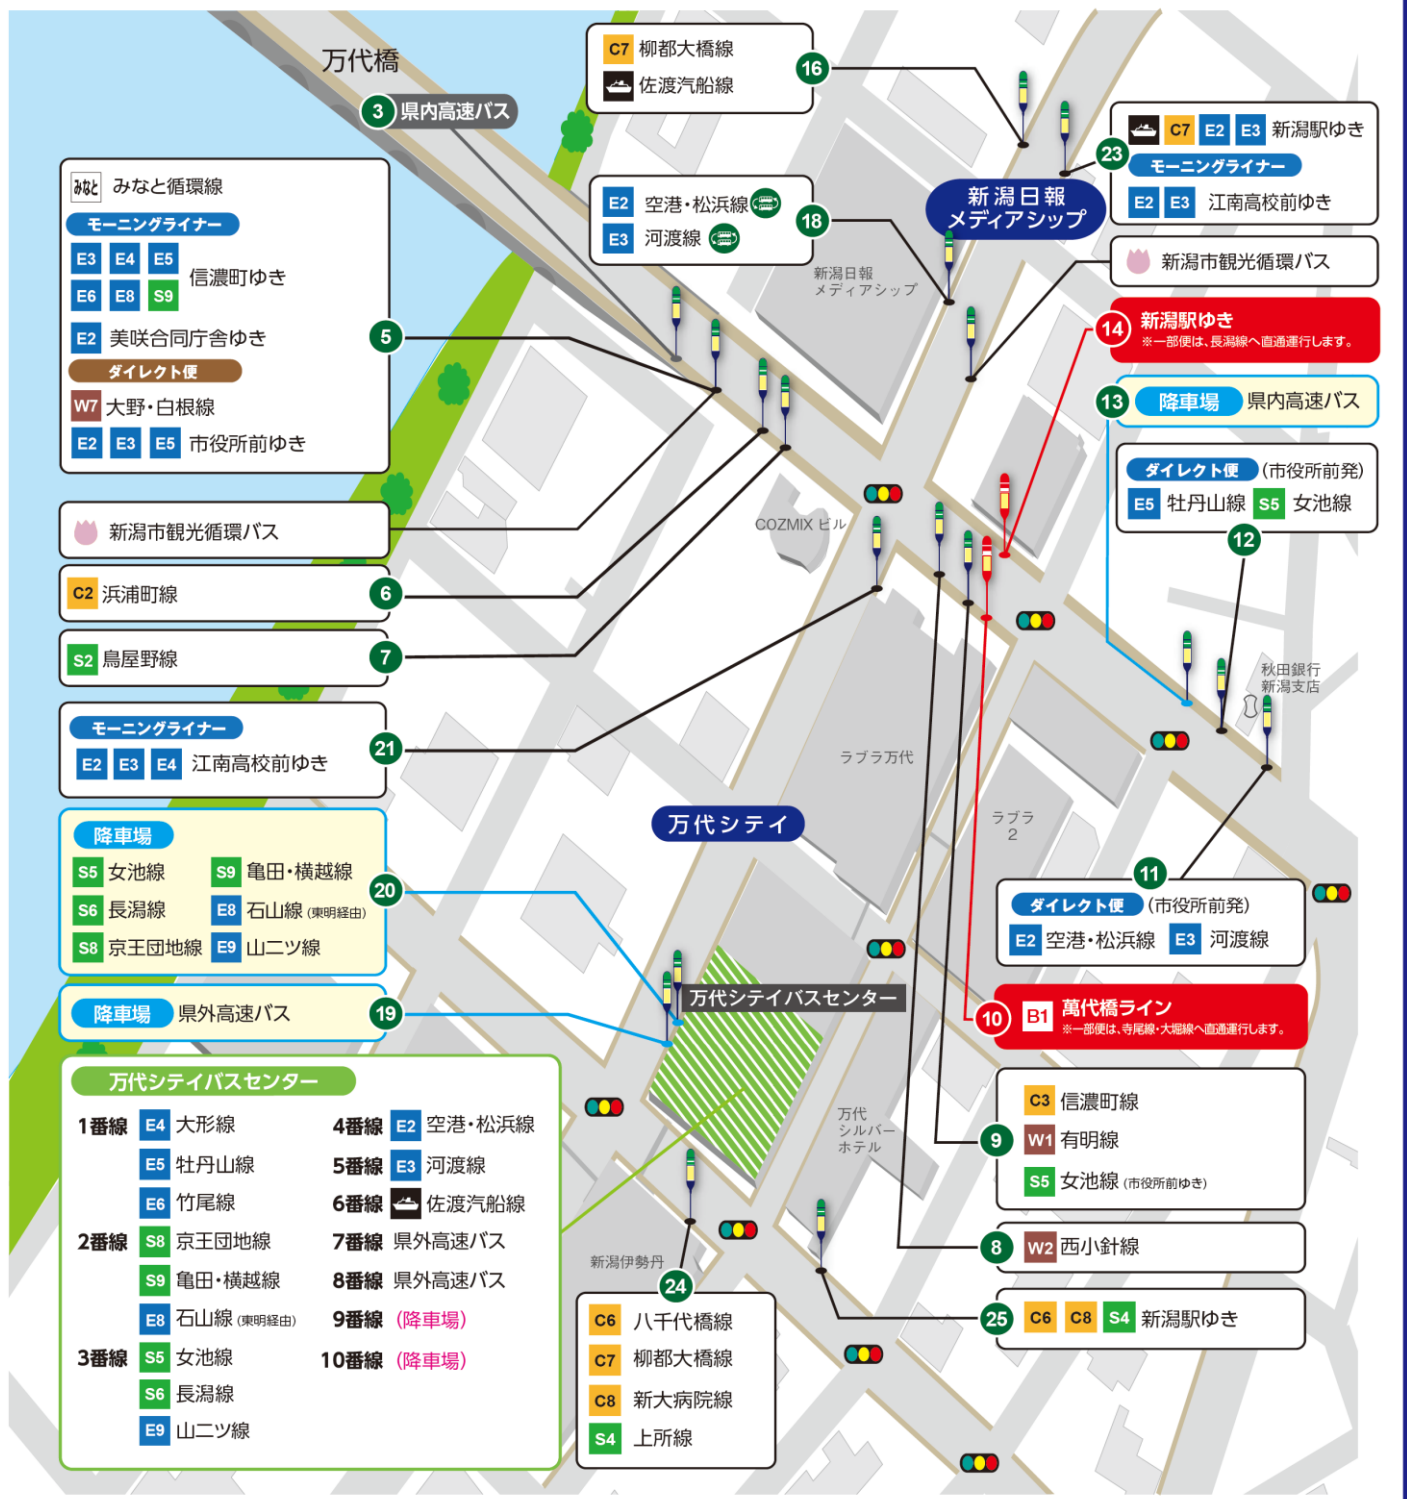 万代橋
3 県内高速バス
C7 柳都大橋線
佐渡汽船線
16
E2 空港・松浜線
E3 河渡線
18
新潟日報
メディアシップ
C7 E2 E3 新潟駅ゆき
モーニングライナー
E2 E3 江南高校前ゆき
23
新潟市観光循環バス
14 新潟駅ゆき
※一部便は、長潟線へ直通運行します。
13 降車場 県内高速バス
ダイレクト便 (市役所前発)
E5 牡丹山線 S5 女池線
12
みなと みなと循環線
モーニングライナー
E3 E4 E5
E6 E8 S9
信濃町ゆき
E2 美咲合同庁舎ゆき
ダイレクト便
W7 大野・白根線
E2 E3 E5 市役所前ゆき
5
新潟市観光循環バス
C2 浜浦町線
6
S2 鳥屋野線
7
モーニングライナー
E2 E3 E4 江南高校前ゆき
21
降車場
S5 女池線 S9 亀田・横越線
S6 長潟線 E8 石山線 (東明経由)
S8 京王団地線 E9 山二ツ線
20
降車場 県外高速バス
19
新潟日報
メディアシップ
COZMIX ビル
ラブラ万代
ラブラ
2
秋田銀行
新潟支店
万代シテイ
万代シテイバスセンター
万代
シルバー
ホテル
新潟伊勢丹
11
ダイレクト便 (市役所前発)
E2 空港・松浜線 E3 河渡線
10 B1 萬代橋ライン
※一部便は、寺尾線・大堀線へ直通運行します。
C3 信濃町線
W1 有明線
S5 女池線 (市役所前ゆき)
9
8 W2 西小針線
25 C6 C8 S4 新潟駅ゆき
24
C6 八千代橋線
C7 柳都大橋線
C8 新大病院線
S4 上所線
万代シテイバスセンター
1番線 E4 大形線
E5 牡丹山線
E6 竹尾線
2番線 S8 京王団地線
S9 亀田・横越線
E8 石山線 (東明経由)
3番線 S5 女池線
S6 長潟線
E9 山二ツ線
4番線 E2 空港・松浜線
5番線 E3 河渡線
6番線 佐渡汽船線
7番線 県外高速バス
8番線 県外高速バス
9番線 (降車場)
10番線 (降車場)